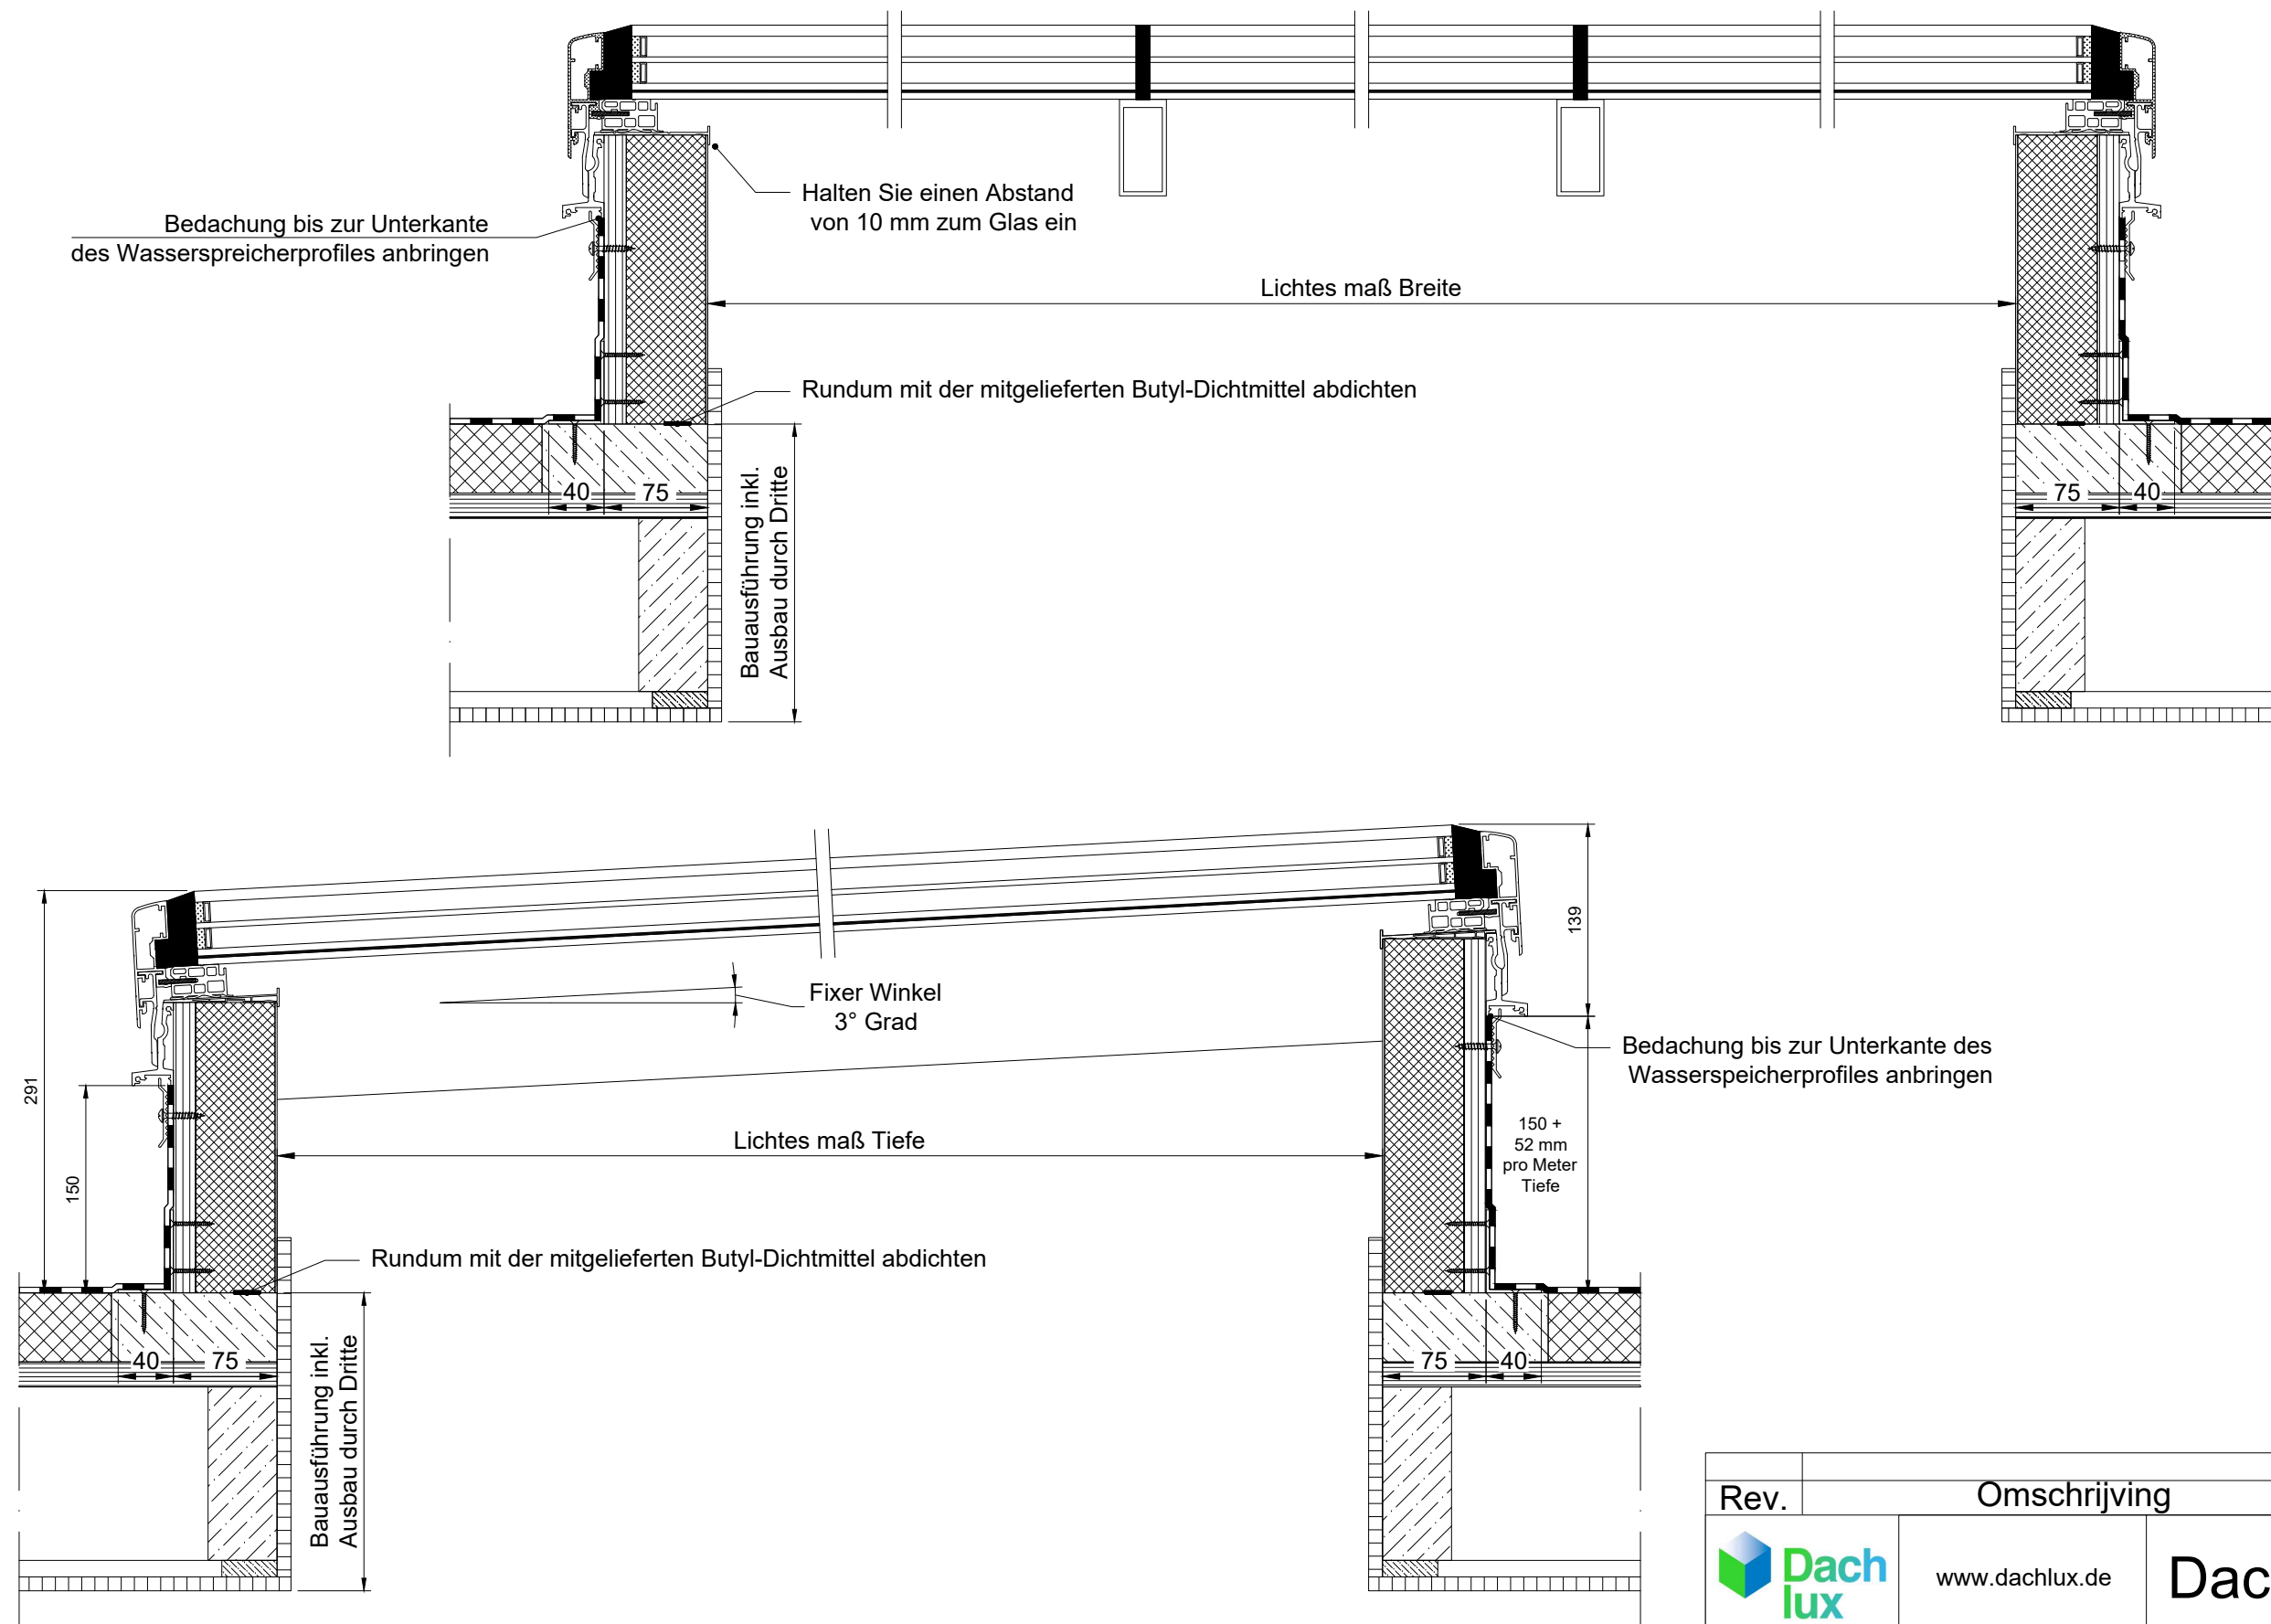 Halten Sie einen Abstand
von 10 mm zum Glas ein
Bedachung bis zur Unterkante
des Wasserspreicherprofiles anbringen
Lichtes maß Breite
Rundum mit der mitgelieferten Butyl-Dichtmittel abdichten
40
75
Bauausführung inkl.
Ausbau durch Dritte
75
40
139
Fixer Winkel
3° Grad
Bedachung bis zur Unterkante des
Wasserspeicherprofiles anbringen
291
150
Lichtes maß Tiefe
150 +
52 mm
pro Meter
Tiefe
Rundum mit der mitgelieferten Butyl-Dichtmittel abdichten
40
75
Bauausführung inkl.
Ausbau durch Dritte
75
40
Rev.
Omschrijving
Dach
lux
www.dachlux.de
Dac